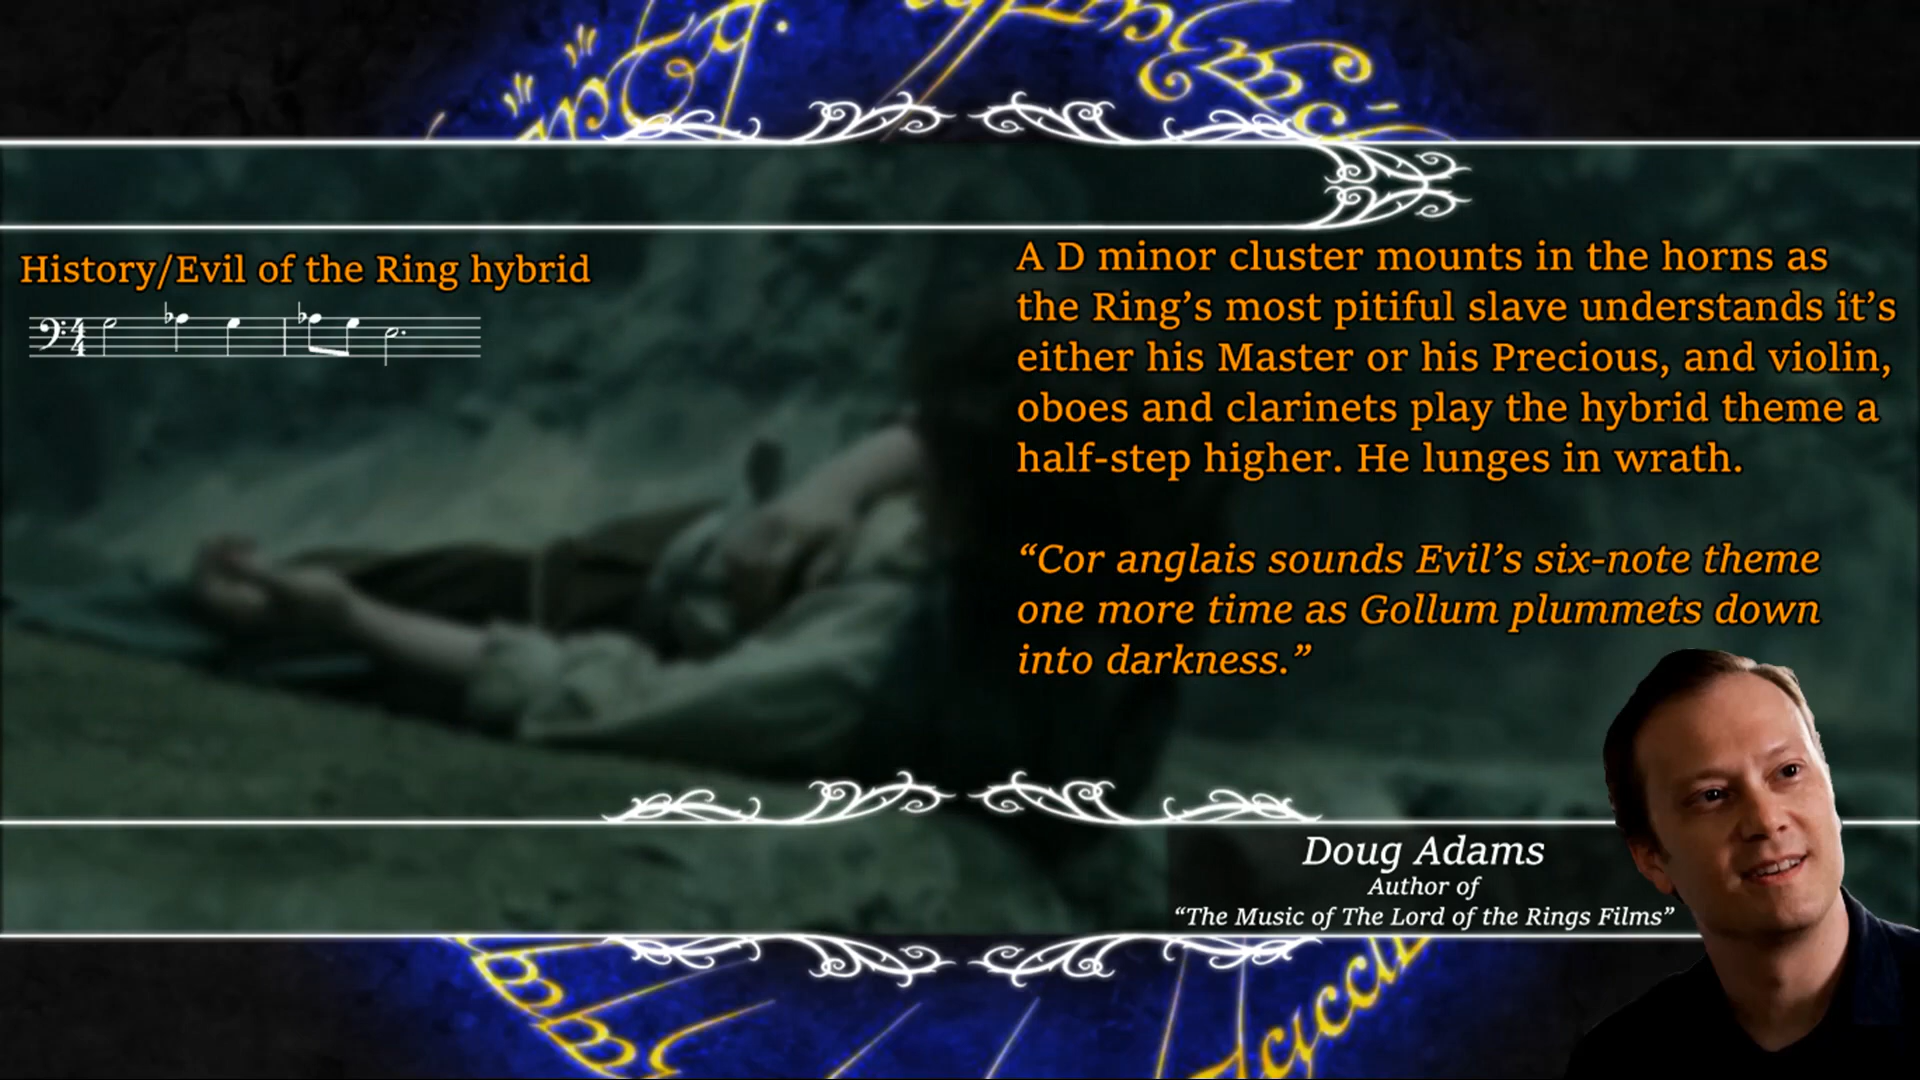 History/Evil of the Ring hybrid
4
4
A D minor cluster mounts in the horns as
the Ring’s most pitiful slave understands it’s
either his Master or his Precious, and violin,
oboes and clarinets play the hybrid theme a
half-step higher. He lunges in wrath.
“Cor anglais sounds Evil’s six-note theme
one more time as Gollum plummets down
into darkness.”
Doug Adams
Author of
“The Music of The Lord of the Rings Films”